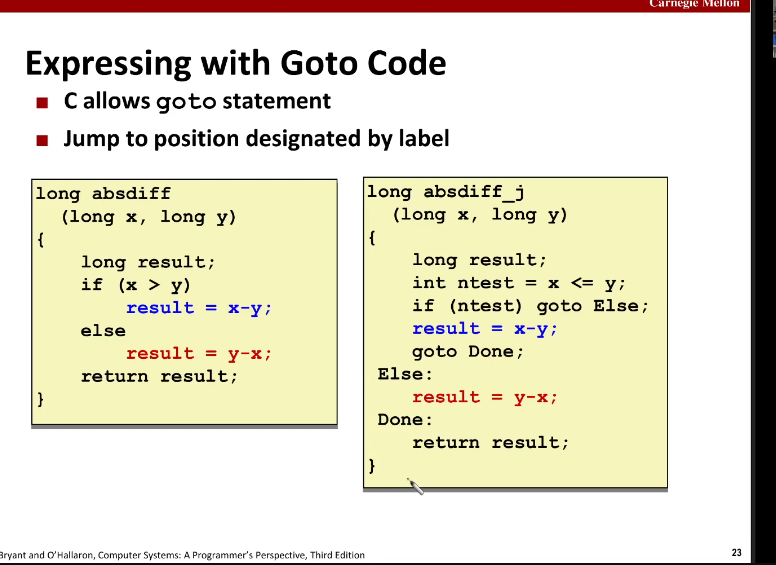 Carnegie Mellon
Expressing with Goto Code
C allows goto statement
Jump to position designated by label
long absdiff
(long x, long y)
{
long result;
if (x > y)
result = x-y;
else
result = y-x;
return result;
}
long absdiff_j
(long x, long y)
{
long result;
int ntest = x <= y;
if (ntest) goto Else;
result = x-y;
goto Done;
Else:
result = y-x;
Done:
return result;
}
Bryant and O'Hallaron, Computer Systems: A Programmer's Perspective, Third Edition
23